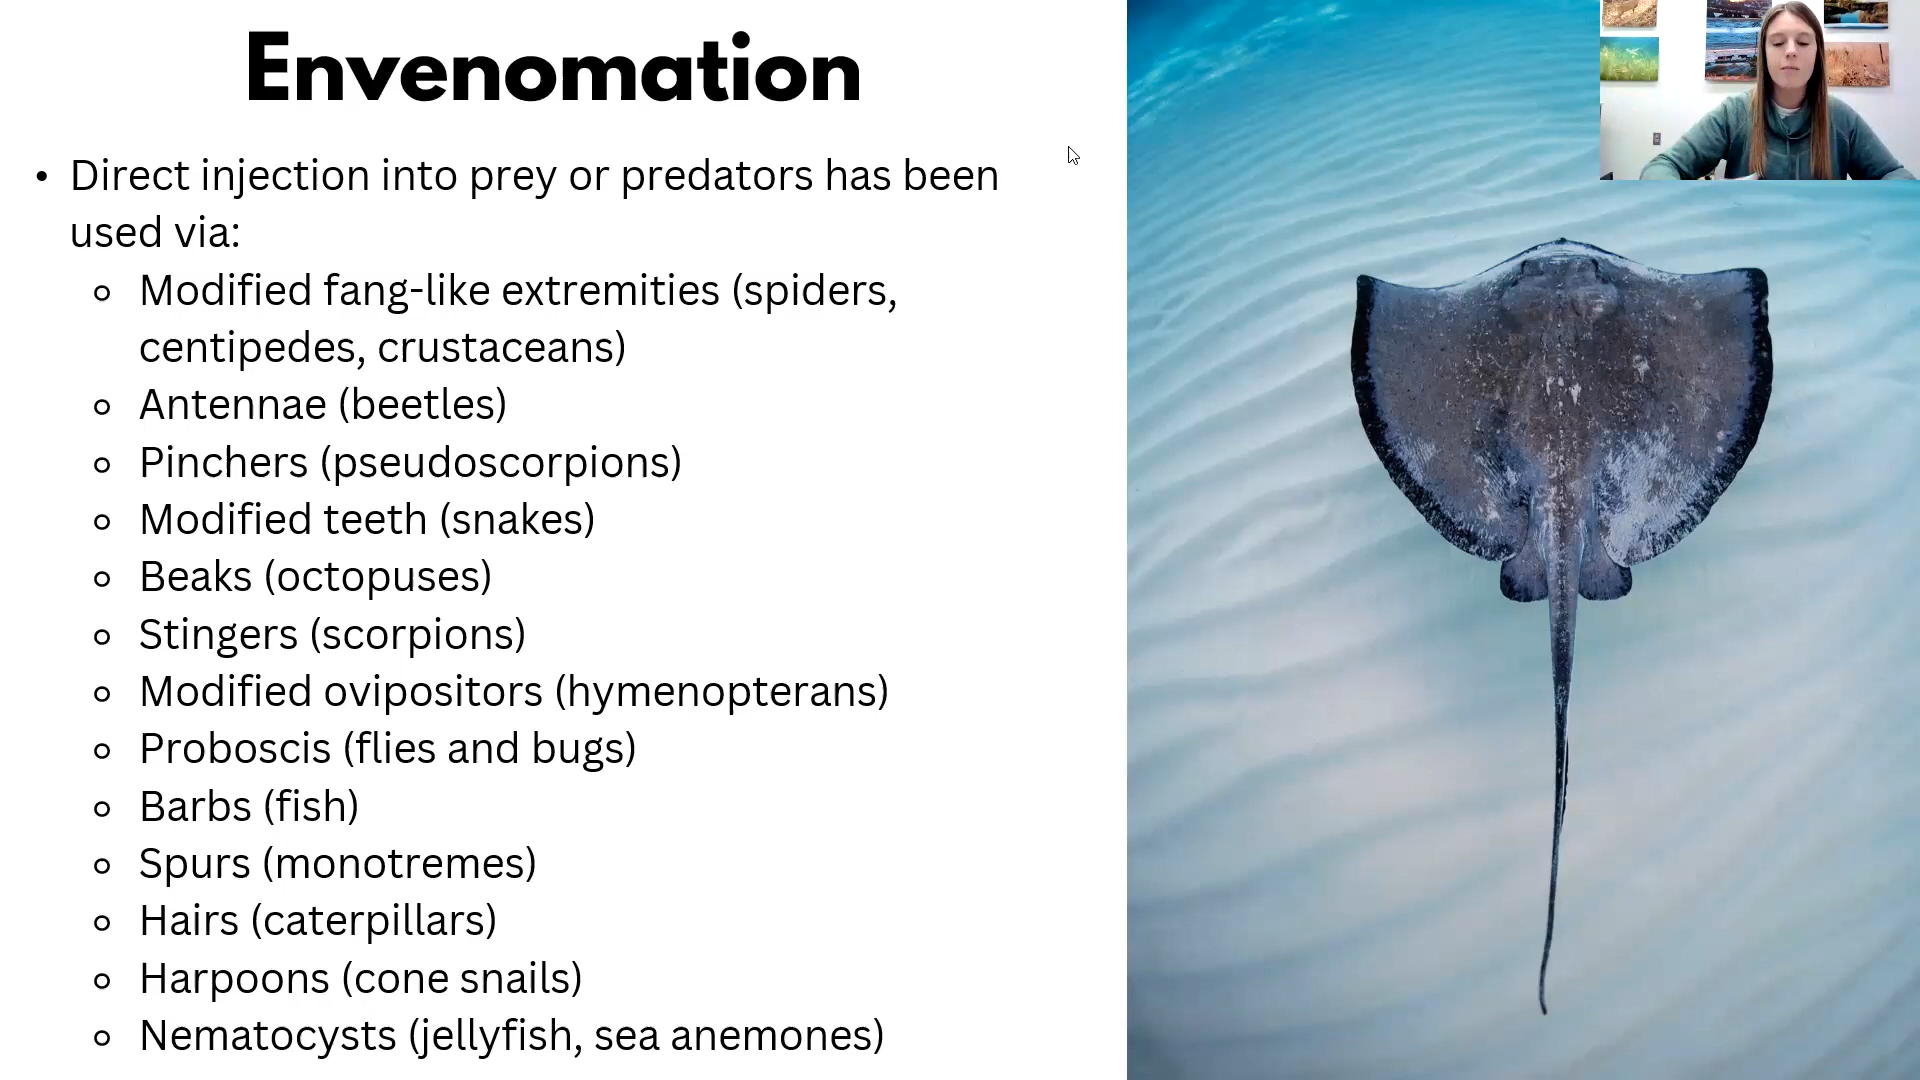 Envenomation
• Direct injection into prey or predators has been
used via:
○ Modified fang-like extremities (spiders,
centipedes, crustaceans)
○ Antennae (beetles)
○ Pinchers (pseudoscorpions)
○ Modified teeth (snakes)
○ Beaks (octopuses)
○ Stingers (scorpions)
○ Modified ovipositors (hymenopterans)
○ Proboscis (flies and bugs)
○ Barbs (fish)
○ Spurs (monotremes)
○ Hairs (caterpillars)
○ Harpoons (cone snails)
○ Nematocysts (jellyfish, sea anemones)